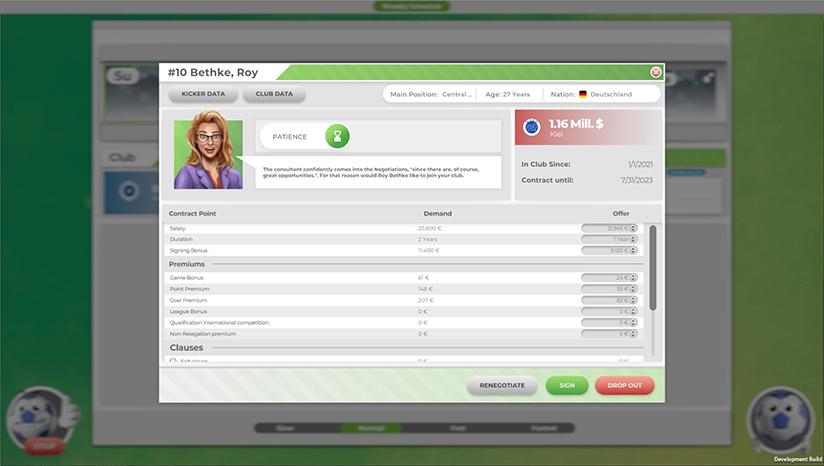 Weekly Schedule
#10 Bethke, Roy
KICKER DATA
CLUB DATA
Main Position: Central ...
Age: 27 Years
Nation: Deutschland
Su
PATIENCE
1.16 Mill. $
Kiel
The consultant confidently comes into the Negotiations, "since there are, of course,
great opportunities.". For that reason would Roy Bethke like to join your club.
In Club Since: 1/1/2021
Contract until: 7/31/2023
Club
Contract Point Demand Offer
Salary 22.800 € 21.945 €
Duration 2 Years 1 Year
Signing Bonus 11.400 € 9.120 €
Premiums
Game Bonus 61 € 24 €
Point Premium 148 € 59 €
Goal Premium 207 € 82 €
League Bonus 0 € 0 €
Qualification International competition 0 € 0 €
Non-Relegation premium 0 € 0 €
Clauses
Exit clause 0 € 0 €
RENEGOTIATE
SIGN
DROP OUT
STOP
Slow
Normal
Fast
Fastest
Development Build